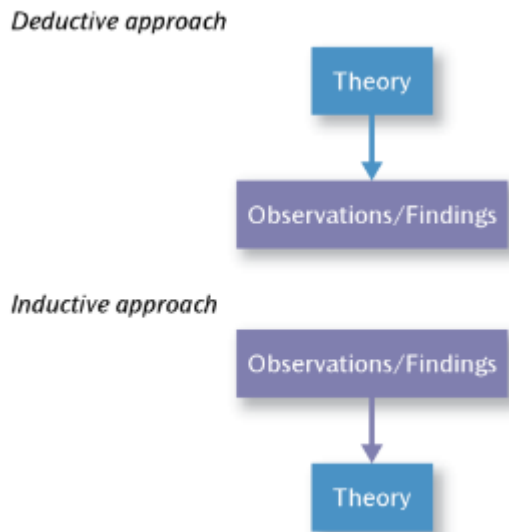 Deductive approach
Theory
Observations/Findings
Inductive approach
Observations/Findings
Theory